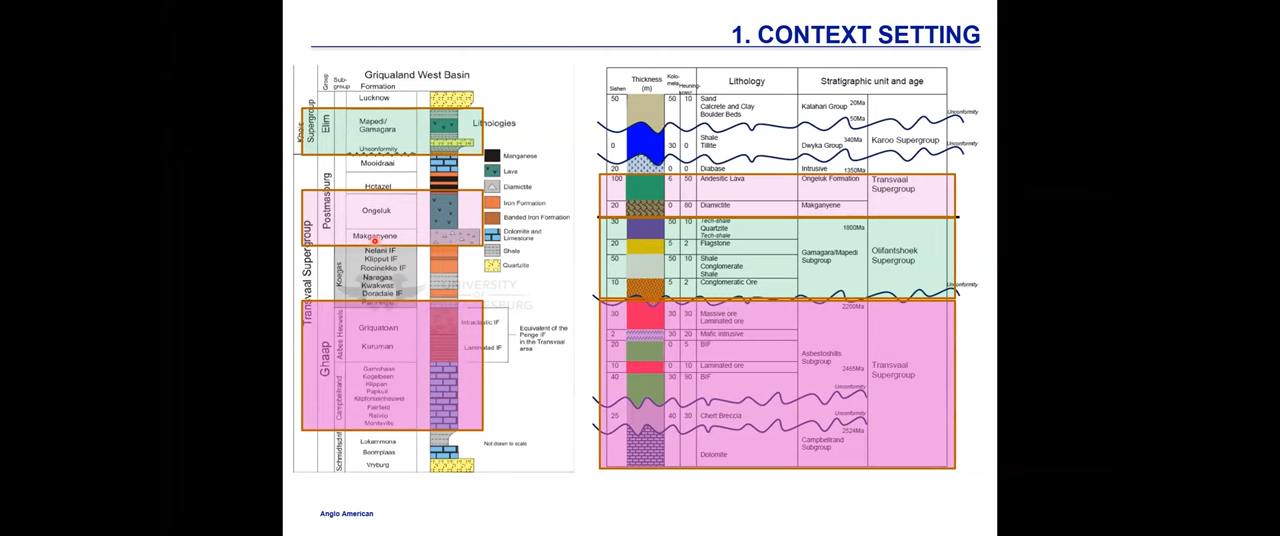 1. CONTEXT SETTING
Griqualand West Basin
Group
Sub-group
Formation
Lucknow
Supergroup
Elim
Mapedi/
Gamagara
Unconformity
Mooidraai
Hotazel
Postmasburg
Ongeluk
Makganyene
Transvaal Supergroup
Koegas
Nelani IF
Klipput IF
Rooinekke IF
Naragas
Kwakwas
Doradale IF
Ghaap
Asbes Heuwels
Griquatown
Kuruman
Campbellrand
Gamohaan
Kogelbeen
Klippan
Papkuil
Klipfonteinheuwel
Fairfield
Reivilo
Monteville
Schmidtsdrif
Lokammona
Boomplaas
Vryburg
Lithologies
Manganese
Lava
Diamictite
Iron Formation
Banded Iron Formation
Dolomite and
Limestone
Shale
Quartzite
UNIVERSITY
Intraclastic IF
Laminated IF
Equivalent of the
Penge IF
in the Transvaal
area
Not drawn to scale
Sishen
Thickness
(m)
Kolo-
mela
Lithology
Stratigraphic unit and age
50 50 10 Sand
Calcrete and Clay
Boulder Beds
Kalahari Group 20Ma
50Ma
Unconformity
0 30 0 Shale
Tillite
Dwyka Group 340Ma
Karoo Supergroup
Unconformity
20 0 0 Diabase Intrusive 1350Ma
100 6 50 Andesitic Lava Ongeluk Formation Transvaal
Supergroup
20 0 80 Diamictite Makganyene
30 50 10 Tech-shale
Quartzite
Tech-shale
1800Ma
20 5 2 Flagstone
Gamagara/Mapedi
Subgroup
Olifantshoek
Supergroup
50 50 10 Shale
Conglomerate
Shale
10 5 2 Conglomeratic Ore
Unconformity
2200Ma
30 30 30 Massive ore
Laminated ore
2 30 20 Mafic intrusive
20 0 5 BIF
Asbestoshills
Subgroup
10 0 10 Laminated ore 2465Ma
Transvaal
Supergroup
40 30 90 BIF
Unconformity
25 40 30 Chert Breccia
Unconformity
2524Ma
Campbellrand
Subgroup
Dolomite
Anglo American